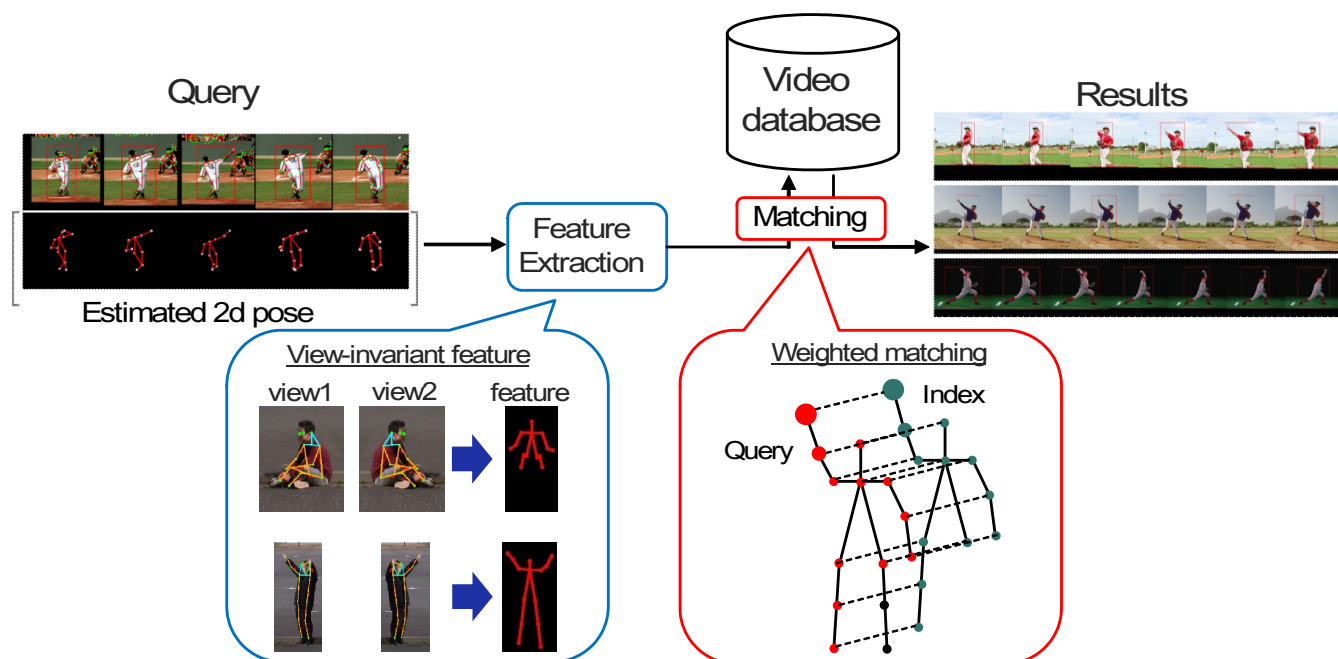 Query
Estimated 2d pose
Feature
Extraction
Video
database
Matching
Results
View-invariant feature
view1
view2
feature
Weighted matching
Index
Query